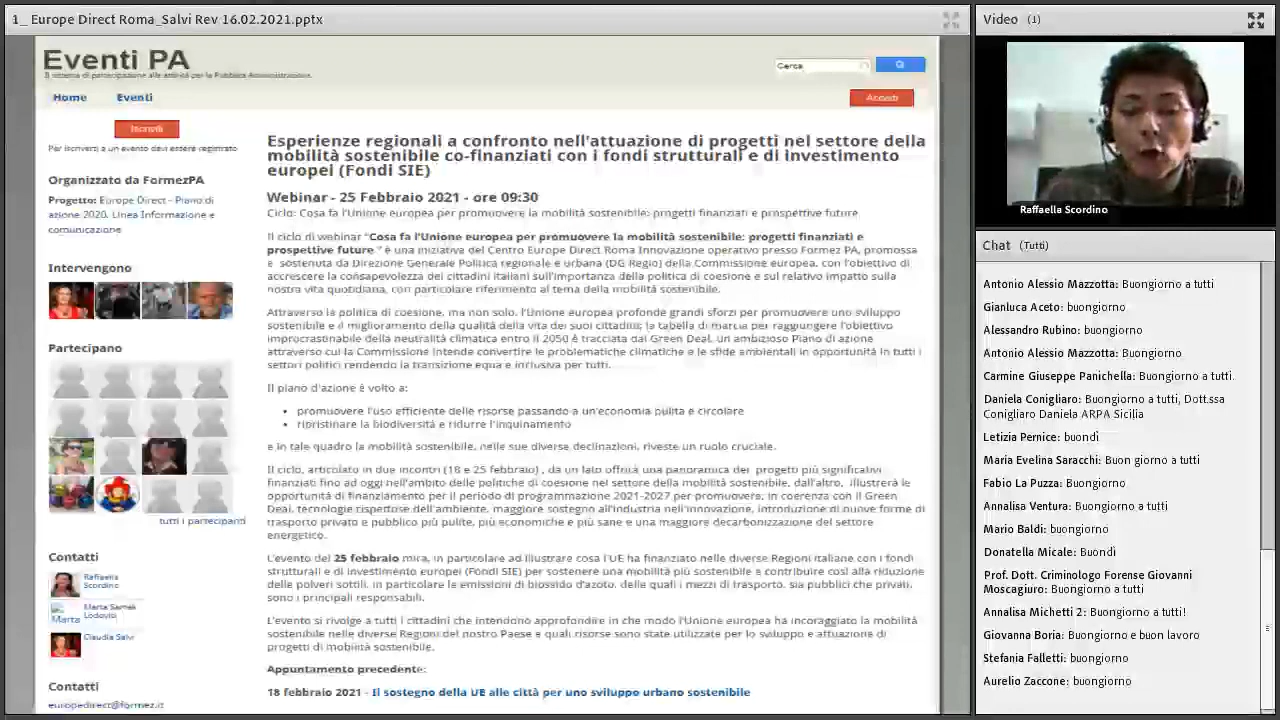 1_ Europe Direct Roma_Salvi Rev 16.02.2021.pptx
Eventi PA
Il sistema di partecipazione alle attività per la Pubblica Amministrazione
Cerca
Home Eventi
Accedi
Iscriviti
Per iscriverti a un evento devi essere registrato
Organizzato da FormezPA
Progetto: Europe Direct - Piano di
azione 2020. Linea Informazione e
comunicazione
Intervengono
Partecipano
tutti i partecipanti
Contatti
Raffaella
Scordino
Marta
Marta Samek
Lodovici
Claudia Salvi
Contatti
europedirect@formez.it
Esperienze regionali a confronto nell'attuazione di progetti nel settore della
mobilità sostenibile co-finanziati con i fondi strutturali e di investimento
europei (Fondi SIE)
Webinar - 25 Febbraio 2021 - ore 09:30
Ciclo: Cosa fa l'Unione europea per promuovere la mobilità sostenibile: progetti finanziati e prospettive future
Il ciclo di webinar "Cosa fa l'Unione europea per promuovere la mobilità sostenibile: progetti finanziati e
prospettive future " è una iniziativa del Centro Europe Direct Roma Innovazione operativo presso Formez PA, promossa
e sostenuta da Direzione Generale Politica regionale e urbana (DG Regio) della Commissione europea, con l'obiettivo di
accrescere la consapevolezza dei cittadini italiani sull'importanza della politica di coesione e sul relativo impatto sulla
nostra vita quotidiana, con particolare riferimento al tema della mobilità sostenibile.
Attraverso la politica di coesione, ma non solo, l'Unione europea profonde grandi sforzi per promuovere uno sviluppo
sostenibile e il miglioramento della qualità della vita dei suoi cittadini; la tabella di marcia per raggiungere l'obiettivo
improcrastinabile della neutralità climatica entro il 2050 è tracciata dal Green Deal, un ambizioso Piano di azione
attraverso cui la Commissione intende convertire le problematiche climatiche e le sfide ambientali in opportunità in tutti i
settori politici rendendo la transizione equa e inclusiva per tutti.
Il piano d'azione è volto a:
• promuovere l'uso efficiente delle risorse passando a un'economia pulita e circolare
• ripristinare la biodiversità e ridurre l'inquinamento
e in tale quadro la mobilità sostenibile, nelle sue diverse declinazioni, riveste un ruolo cruciale.
Il ciclo, articolato in due incontri (18 e 25 febbraio) , da un lato offrirà una panoramica dei progetti più significativi
finanziati fino ad oggi nell'ambito delle politiche di coesione nel settore della mobilità sostenibile, dall'altro, illustrerà le
opportunità di finanziamento per il periodo di programmazione 2021-2027 per promuovere, in coerenza con il Green
Deal, tecnologie rispettose dell'ambiente, maggiore sostegno all'industria nell'innovazione, introduzione di nuove forme di
trasporto privato e pubblico più pulite, più economiche e più sane e una maggiore decarbonizzazione del settore
energetico.
L'evento del 25 febbraio mira, in particolare ad illustrare cosa l'UE ha finanziato nelle diverse Regioni italiane con i fondi
strutturali e di investimento europei (Fondi SIE) per sostenere una mobilità più sostenibile e contribuire così alla riduzione
delle polveri sottili, in particolare le emissioni di biossido d'azoto, delle quali i mezzi di trasporto, sia pubblici che privati,
sono i principali responsabili.
L'evento si rivolge a tutti i cittadini che intendono approfondire in che modo l'Unione europea ha incoraggiato la mobilità
sostenibile nelle diverse Regioni del nostro Paese e quali risorse sono state utilizzate per lo sviluppo e attuazione di
progetti di mobilità sostenibile.
Appuntamento precedente:
18 febbraio 2021 - Il sostegno della UE alle città per uno sviluppo urbano sostenibile
Video (1)
Raffaella Scordino
Chat (Tutti)
Antonio Alessio Mazzotta: Buongiorno a tutti
Gianluca Aceto: buongiorno
Alessandro Rubino: buongiorno
Antonio Alessio Mazzotta: Buongiorno
Carmine Giuseppe Panichella: Buongiorno a tutti.
Daniela Conigliaro: Buongiorno a tutti, Dott.ssa
Conigliaro Daniela ARPA Sicilia
Letizia Pernice: buondì
Maria Evelina Saracchi: Buon giorno a tutti
Fabio La Puzza: Buongiorno
Annalisa Ventura: Buongiorno a tutti
Mario Baldi: buongiorno
Donatella Micale: Buondì
Prof. Dott. Criminologo Forense Giovanni
Moscagiuro: Buongiorno a tutti
Annalisa Michetti 2: Buongiorno a tutti!
Giovanna Boria: Buongiorno e buon lavoro
Stefania Falletti: buongiorno
Aurelio Zaccone: buongiorno